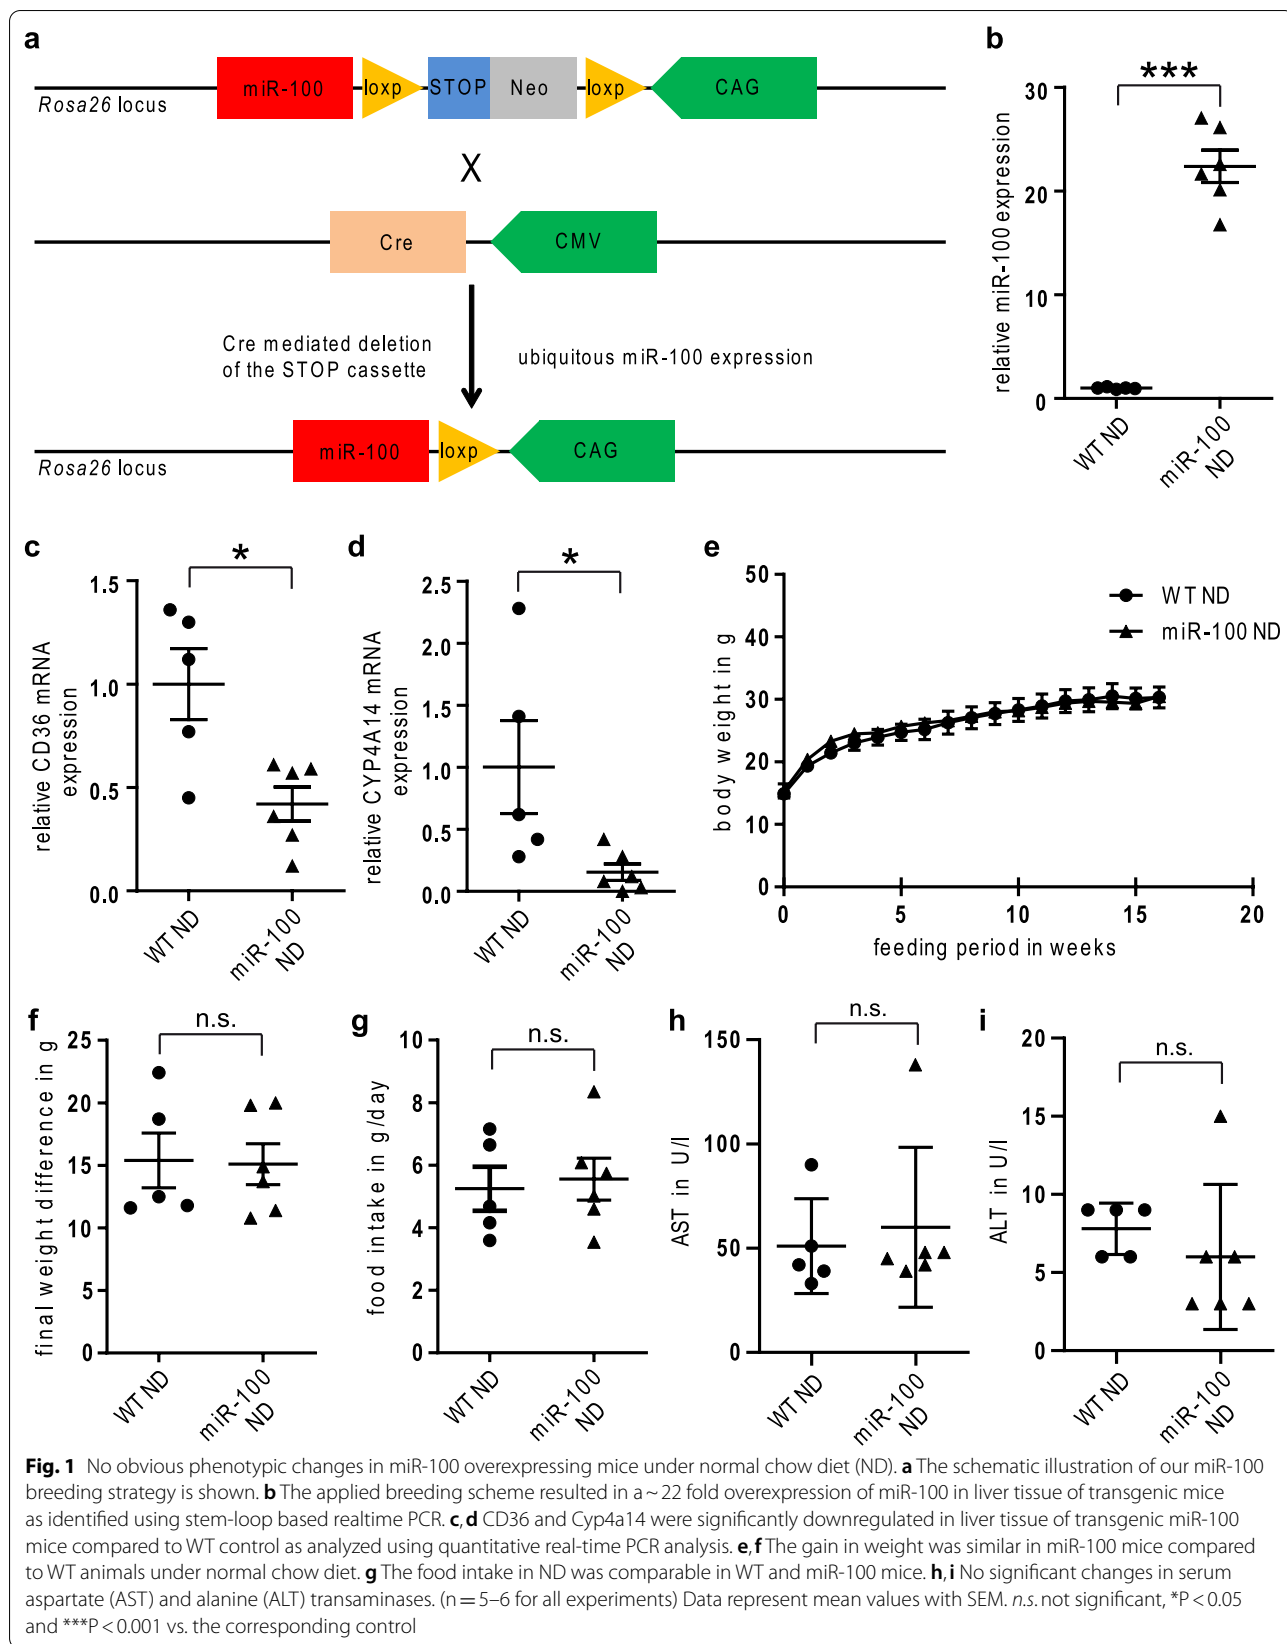 a
miR-100 loxp STOP Neo loxp CAG
Rosa26 locus
X
Cre CMV
Cre mediated deletion
of the STOP cassette
ubiquitous miR-100 expression
miR-100 loxp CAG
Rosa26 locus
b
***
relative miR-100 expression
30
20
10
0
WT ND
miR-100
ND
c
*
relative CD36 mRNA
expression
1.5
1.0
0.5
0.0
WT ND
miR-100
ND
d
*
relative CYP4A14 mRNA
expression
2.5
2.0
1.5
1.0
0.5
0.0
WT ND
miR-100
ND
e
body weight in g
50
40
30
20
10
0
0 5 10 15 20
feeding period in weeks
WT ND
miR-100 ND
f
n.s.
final weight difference in g
25
20
15
10
5
0
WT ND
miR-100
ND
g
n.s.
food intake in g/day
10
8
6
4
2
0
WT ND
miR-100
ND
h
n.s.
AST in U/l
150
100
50
0
WT ND
miR-100
ND
i
n.s.
ALT in U/l
20
15
10
5
0
WT ND
miR-100
ND
Fig. 1 No obvious phenotypic changes in miR-100 overexpressing mice under normal chow diet (ND). a The schematic illustration of our miR-100
breeding strategy is shown. b The applied breeding scheme resulted in a ~ 22 fold overexpression of miR-100 in liver tissue of transgenic mice
as identified using stem-loop based realtime PCR. c, d CD36 and Cyp4a14 were significantly downregulated in liver tissue of transgenic miR-100
mice compared to WT control as analyzed using quantitative real-time PCR analysis. e, f The gain in weight was similar in miR-100 mice compared
to WT animals under normal chow diet. g The food intake in ND was comparable in WT and miR-100 mice. h, i No significant changes in serum
aspartate (AST) and alanine (ALT) transaminases. (n = 5–6 for all experiments) Data represent mean values with SEM. n.s. not significant, *P < 0.05
and ***P < 0.001 vs. the corresponding control